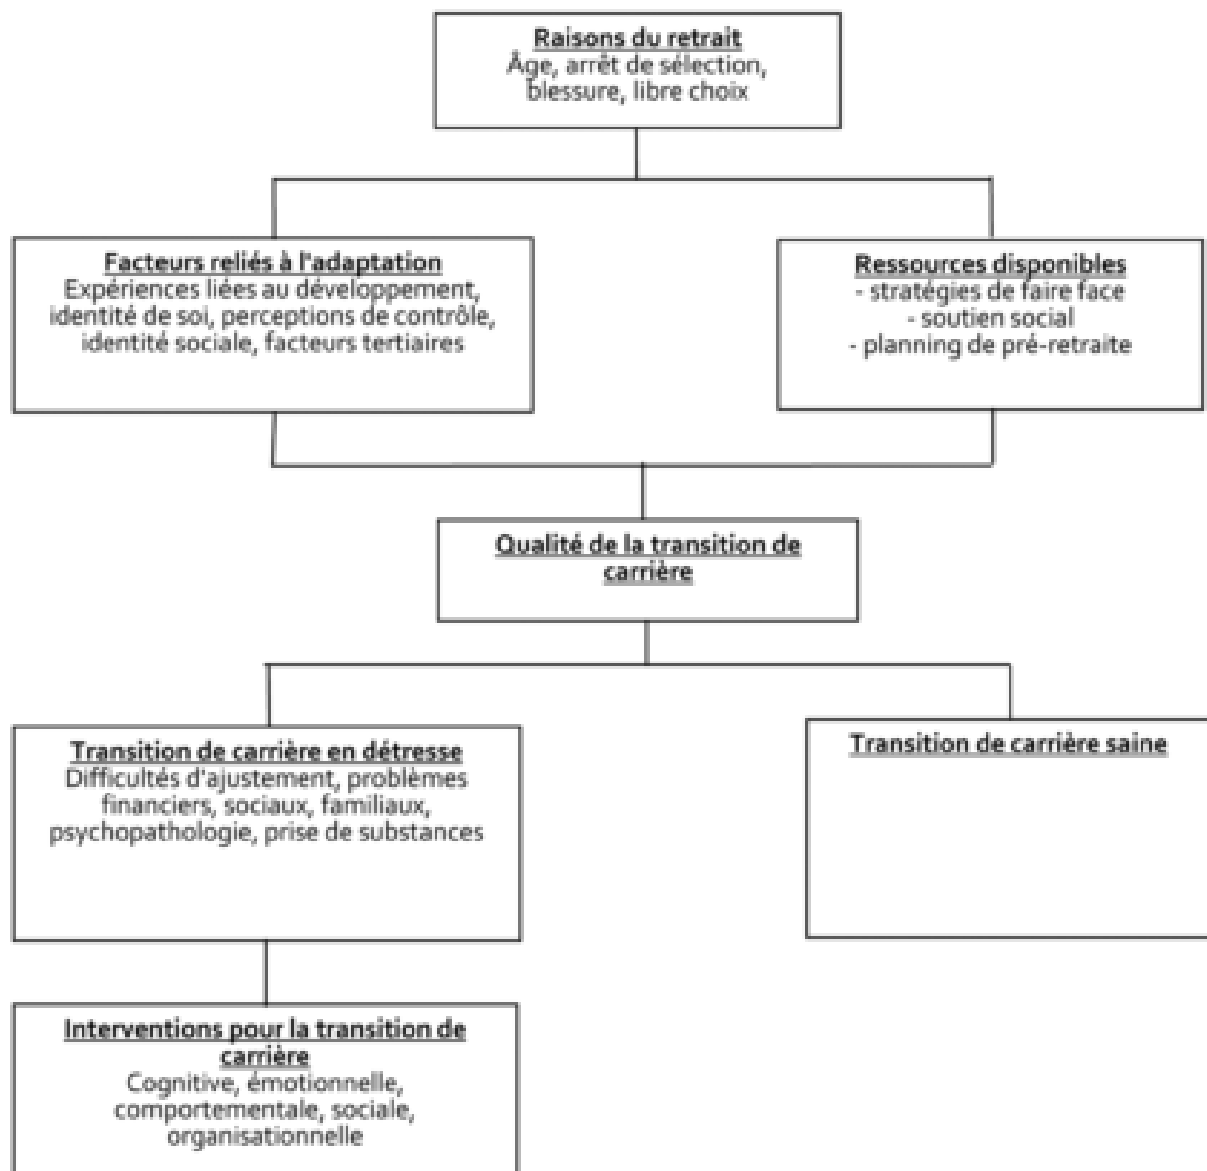 Raisons du retrait
Âge, arrêt de sélection,
blessure, libre choix
Facteurs reliés à l'adaptation
Expériences liées au développement,
identité de soi, perceptions de contrôle,
identité sociale, facteurs tertiaires
Ressources disponibles
- stratégies de faire face
- soutien social
- planning de pré-retraite
Qualité de la transition de
carrière
Transition de carrière en détresse
Difficultés d'ajustement, problèmes
financiers, sociaux, familiaux,
psychopathologie, prise de substances
Transition de carrière saine
Interventions pour la transition de
carrière
Cognitive, émotionnelle,
comportementale, sociale,
organisationnelle